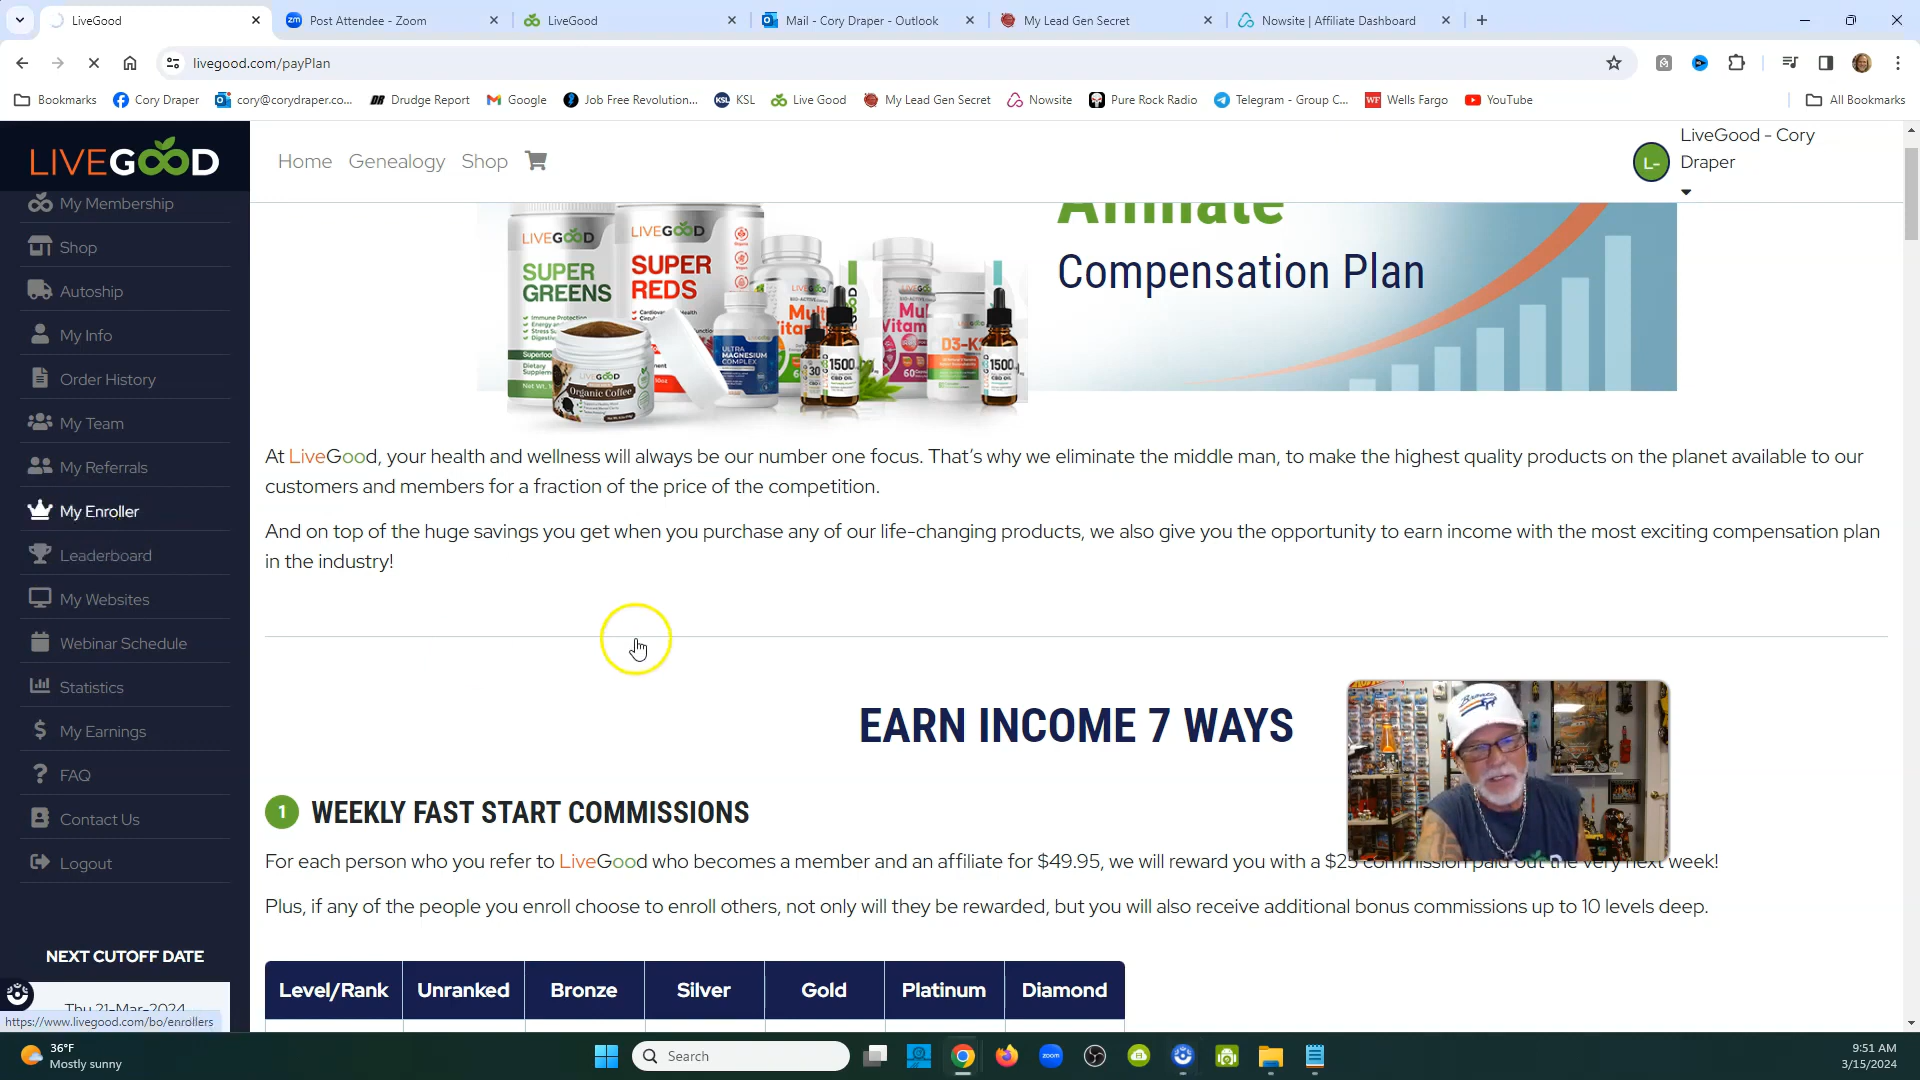 LiveGood
Post Attendee - Zoom
LiveGood
Mail - Cory Draper - Outlook
My Lead Gen Secret
Nowsite | Affiliate Dashboard
livegood.com/payPlan
Bookmarks
Cory Draper
cory@corydraper.co...
Drudge Report
Google
Job Free Revolution...
KSL
Live Good
My Lead Gen Secret
Nowsite
Pure Rock Radio
Telegram - Group C...
Wells Fargo
YouTube
All Bookmarks
LIVEGOOD
Home
Genealogy
Shop
L-
LiveGood - Cory
Draper
My Membership
Shop
Autoship
My Info
Order History
My Team
My Referrals
My Enroller
Leaderboard
My Websites
Webinar Schedule
Statistics
My Earnings
FAQ
Contact Us
Logout
NEXT CUTOFF DATE
Thu 21-Mar-2024
https://www.livegood.com/bo/enrollers
LIVEGOOD
SUPER
GREENS
LIVEGOOD
SUPER
REDS
ULTRA
MAGNESIUM
COMPLEX
LIVEGOOD
Organic Coffee
1500
1500
Affiliate
Compensation Plan
At LiveGood, your health and wellness will always be our number one focus. That's why we eliminate the middle man, to make the highest quality products on the planet available to our
customers and members for a fraction of the price of the competition.
And on top of the huge savings you get when you purchase any of our life-changing products, we also give you the opportunity to earn income with the most exciting compensation plan
in the industry!
EARN INCOME 7 WAYS
1 WEEKLY FAST START COMMISSIONS
For each person who you refer to LiveGood who becomes a member and an affiliate for $49.95, we will reward you with a $25 commission paid out the very next week!
Plus, if any of the people you enroll choose to enroll others, not only will they be rewarded, but you will also receive additional bonus commissions up to 10 levels deep.
Level/Rank
Unranked
Bronze
Silver
Gold
Platinum
Diamond
36°F
Mostly sunny
Search
9:51 AM
3/15/2024